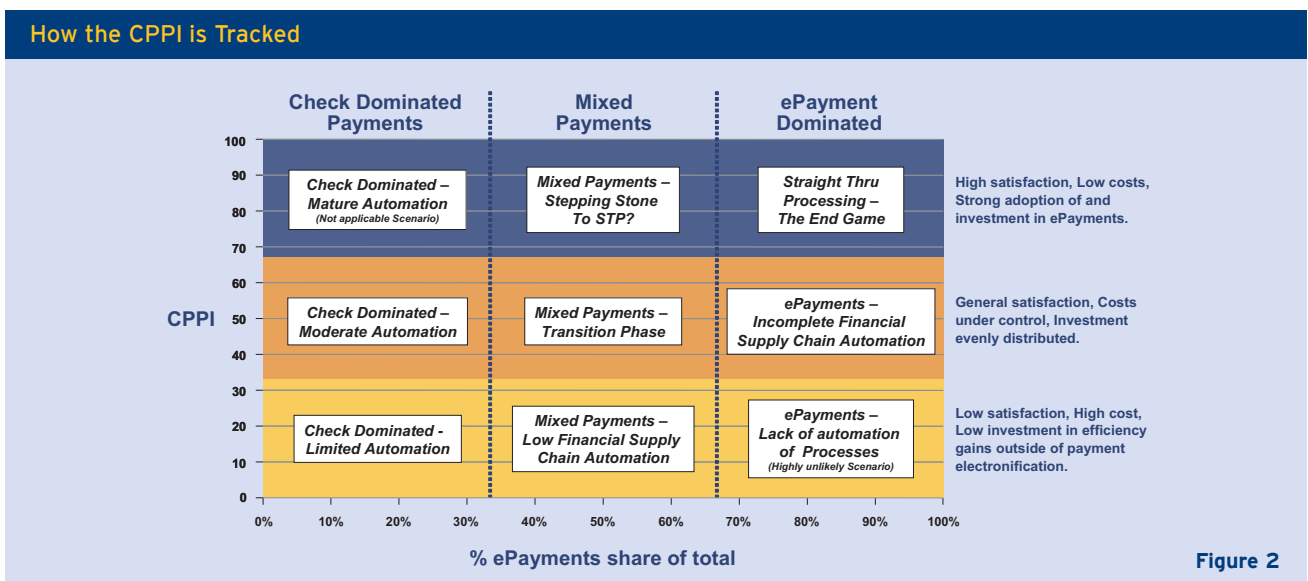 How the CPPI is Tracked
Check Dominated
Payments
Mixed
Payments
ePayment
Dominated
100
90
80
70
60
50
40
30
20
10
0
CPPI
Check Dominated –
Mature Automation
(Not applicable Scenario)
Mixed Payments –
Stepping Stone
To STP?
Straight Thru
Processing –
The End Game
High satisfaction, Low costs,
Strong adoption of and
investment in ePayments.
Check Dominated –
Moderate Automation
Mixed Payments –
Transition Phase
ePayments –
Incomplete Financial
Supply Chain Automation
General satisfaction, Costs
under control, Investment
evenly distributed.
Check Dominated -
Limited Automation
Mixed Payments –
Low Financial Supply
Chain Automation
ePayments –
Lack of automation
of Processes
(Highly unlikely Scenario)
Low satisfaction, High cost,
Low investment in efficiency
gains outside of payment
electronification.
0% 10% 20% 30% 40% 50% 60% 70% 80% 90% 100%
% ePayments share of total
Figure 2